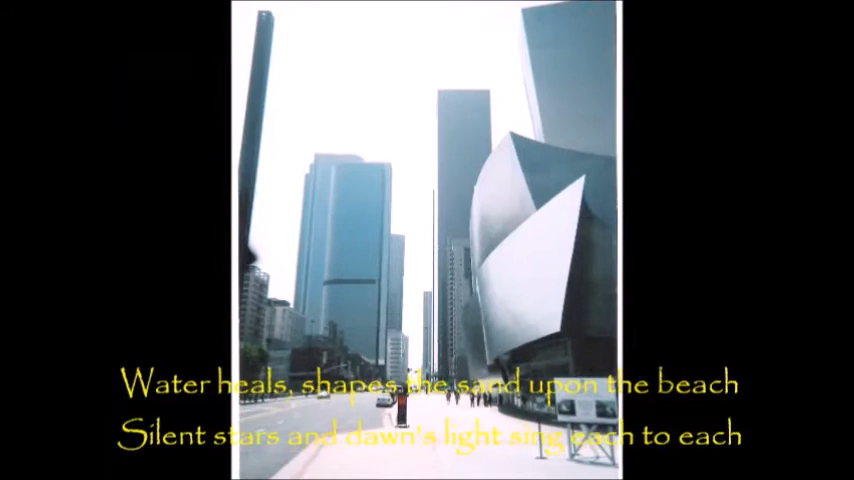 Water heals, shapes the sand upon the beach
Silent stars and dawn's light sing each to each